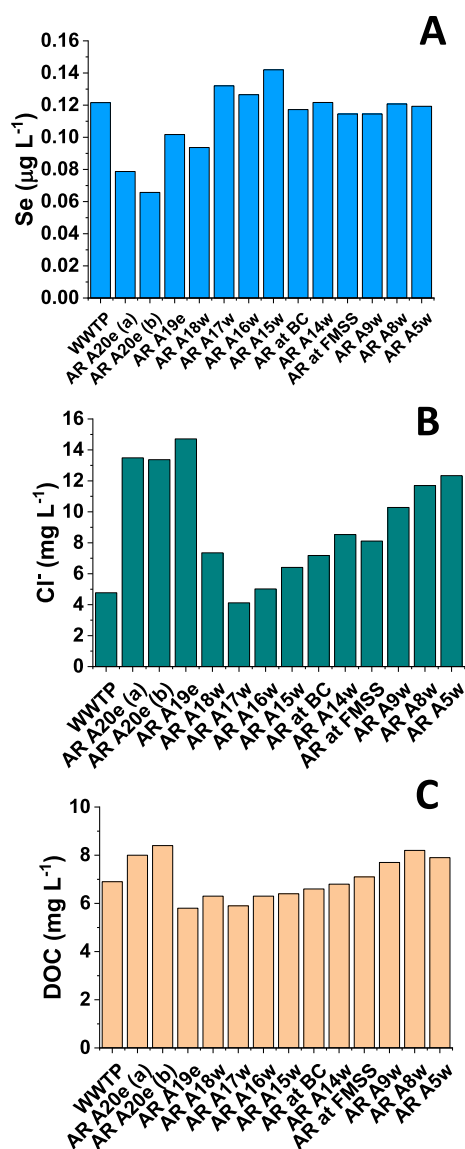 A
Se (µg L⁻¹)
0.16
0.14
0.12
0.10
0.08
0.06
0.04
0.02
0.00
WWTP
AR A20e (a)
AR A20e (b)
AR A19e
AR A18w
AR A17w
AR A16w
AR A15w
AR at BC
AR A14w
AR at FMSS
AR A9w
AR A8w
AR A5w
B
Cl⁻ (mg L⁻¹)
16
14
12
10
8
6
4
2
0
WWTP
AR A20e (a)
AR A20e (b)
AR A19e
AR A18w
AR A17w
AR A16w
AR A15w
AR at BC
AR A14w
AR at FMSS
AR A9w
AR A8w
AR A5w
C
DOC (mg L⁻¹)
10
8
6
4
2
0
WWTP
AR A20e (a)
AR A20e (b)
AR A19e
AR A18w
AR A17w
AR A16w
AR A15w
AR at BC
AR A14w
AR at FMSS
AR A9w
AR A8w
AR A5w